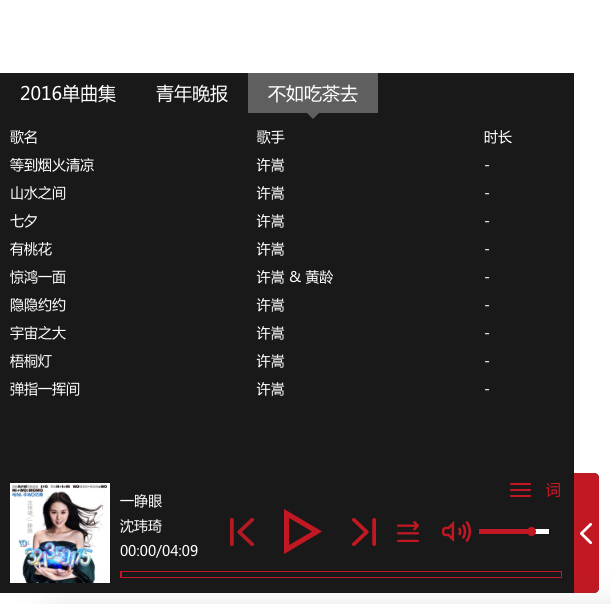 2016单曲集 青年晚报 不如吃茶去
歌名 歌手 时长
等到烟火清凉 许嵩 -
山水之间 许嵩 -
七夕 许嵩 -
有桃花 许嵩 -
惊鸿一面 许嵩 & 黄龄 -
隐隐约约 许嵩 -
宇宙之大 许嵩 -
梧桐灯 许嵩 -
弹指一挥间 许嵩 -
词
一睁眼
沈玮琦
00:00/04:09